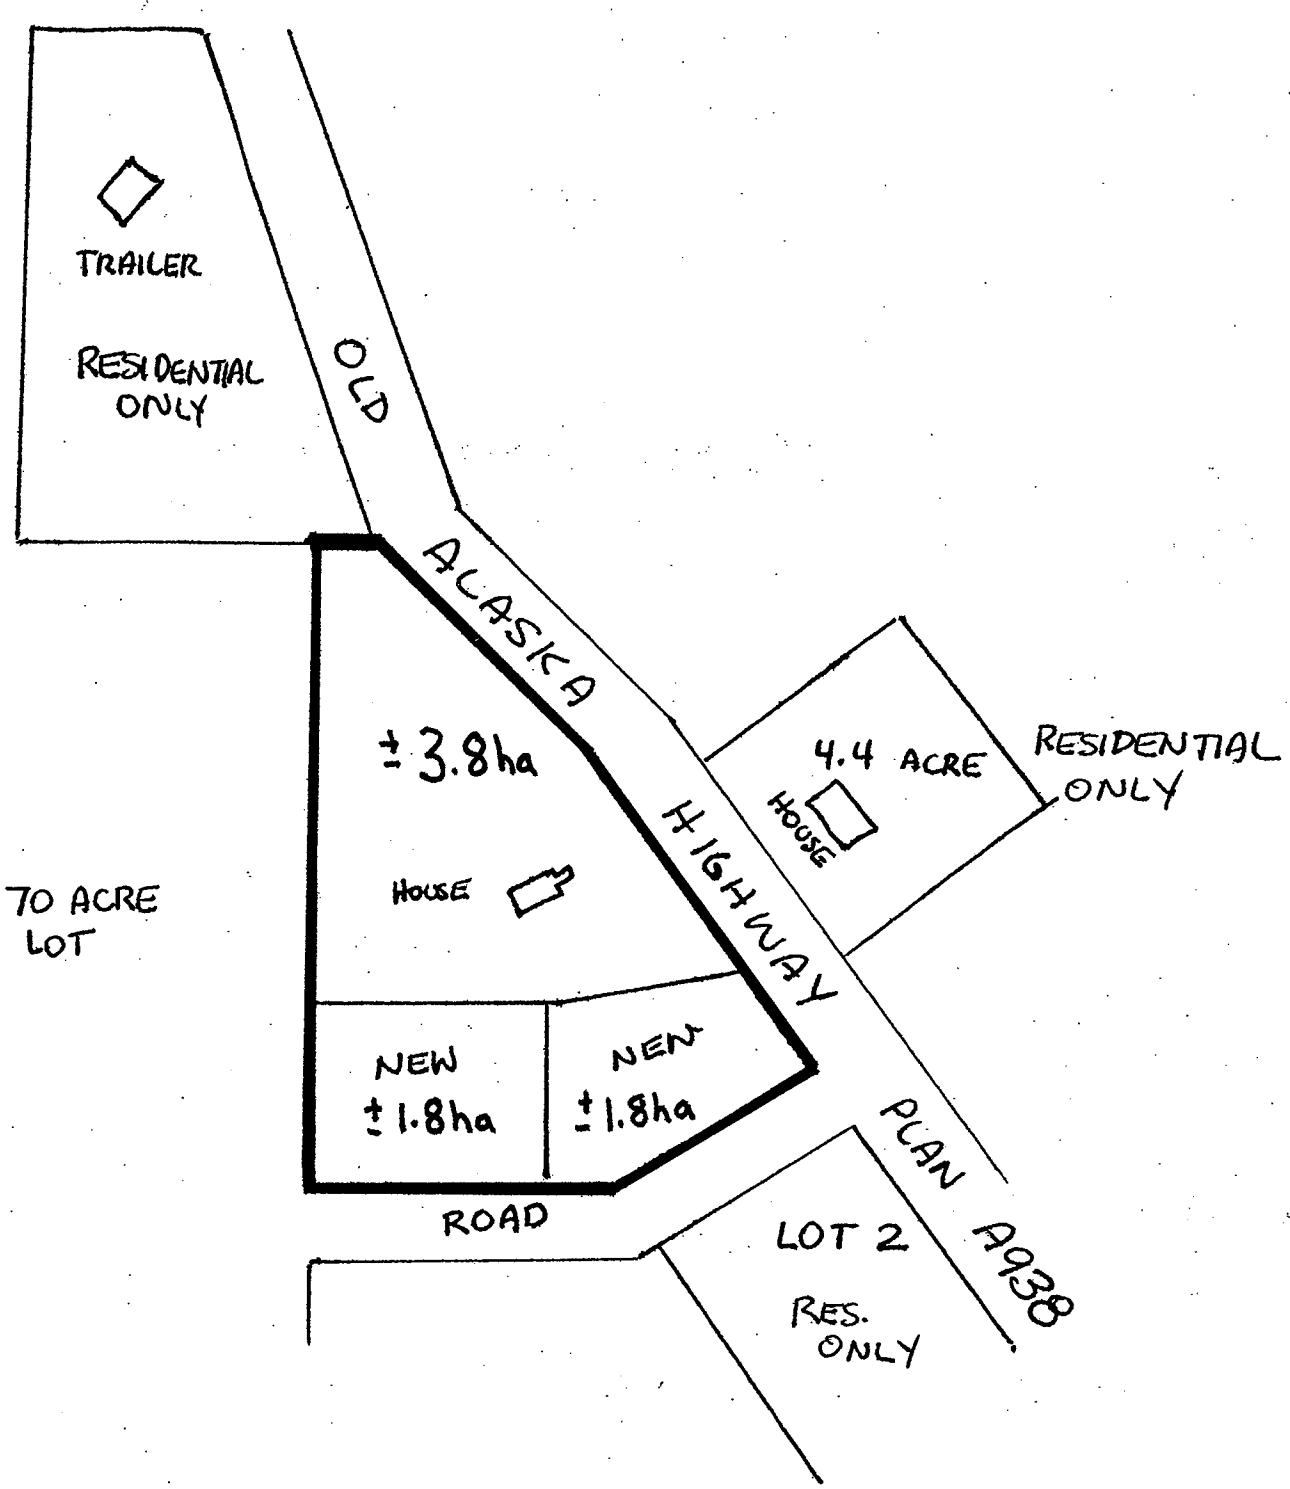 TRAILER
RESIDENTIAL
ONLY
OLD
ALASKA
HIGHWAY
PLAN A938
± 3.8ha
HOUSE
4.4 ACRE
HOUSE
RESIDENTIAL
ONLY
70 ACRE
LOT
NEW
± 1.8ha
NEW
± 1.8ha
ROAD
LOT 2
RES.
ONLY